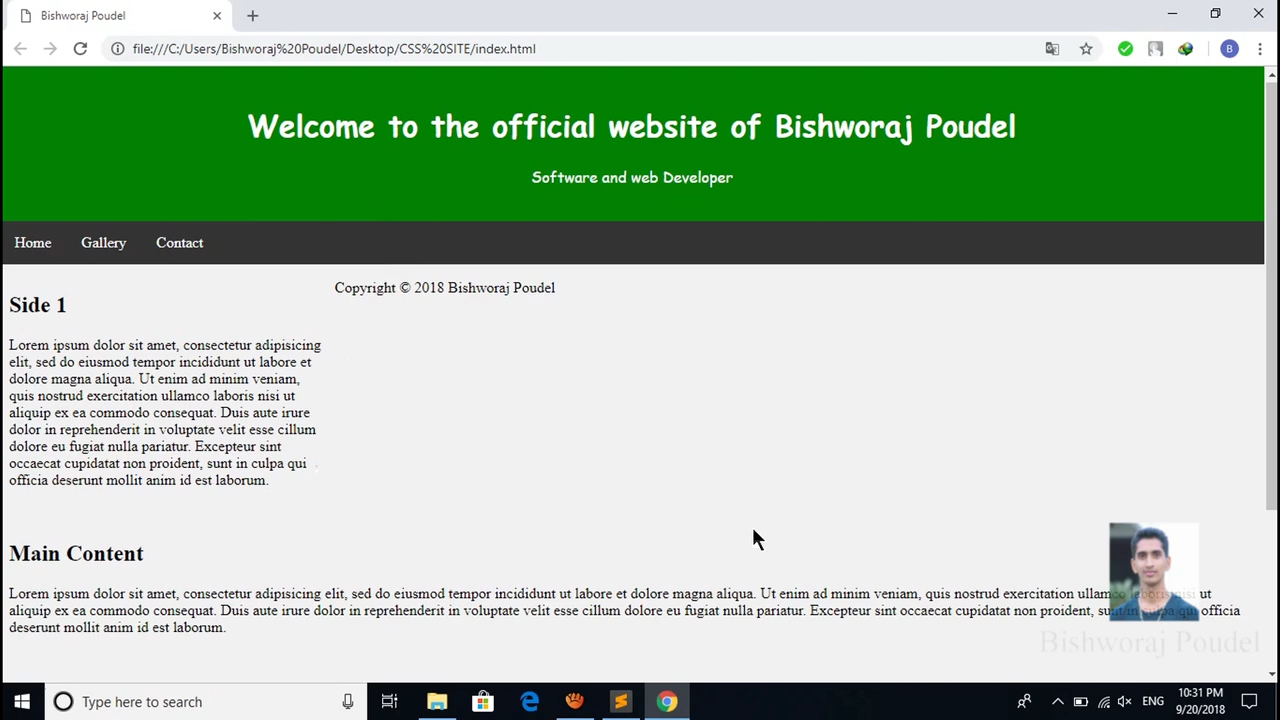 Bishworaj Poudel
file:///C:/Users/Bishworaj%20Poudel/Desktop/CSS%20SITE/index.html
B
Welcome to the official website of Bishworaj Poudel
Software and web Developer
Home Gallery Contact
Copyright © 2018 Bishworaj Poudel
Side 1
Lorem ipsum dolor sit amet, consectetur adipisicing
elit, sed do eiusmod tempor incididunt ut labore et
dolore magna aliqua. Ut enim ad minim veniam,
quis nostrud exercitation ullamco laboris nisi ut
aliquip ex ea commodo consequat. Duis aute irure
dolor in reprehenderit in voluptate velit esse cillum
dolore eu fugiat nulla pariatur. Excepteur sint
occaecat cupidatat non proident, sunt in culpa qui
officia deserunt mollit anim id est laborum.
Main Content
Lorem ipsum dolor sit amet, consectetur adipisicing elit, sed do eiusmod tempor incididunt ut labore et dolore magna aliqua. Ut enim ad minim veniam, quis nostrud exercitation ullamco laboris nisi ut
aliquip ex ea commodo consequat. Duis aute irure dolor in reprehenderit in voluptate velit esse cillum dolore eu fugiat nulla pariatur. Excepteur sint occaecat cupidatat non proident, sunt in culpa qui officia
deserunt mollit anim id est laborum.
Bishworaj Poudel
Type here to search
ENG
10:31 PM
9/20/2018